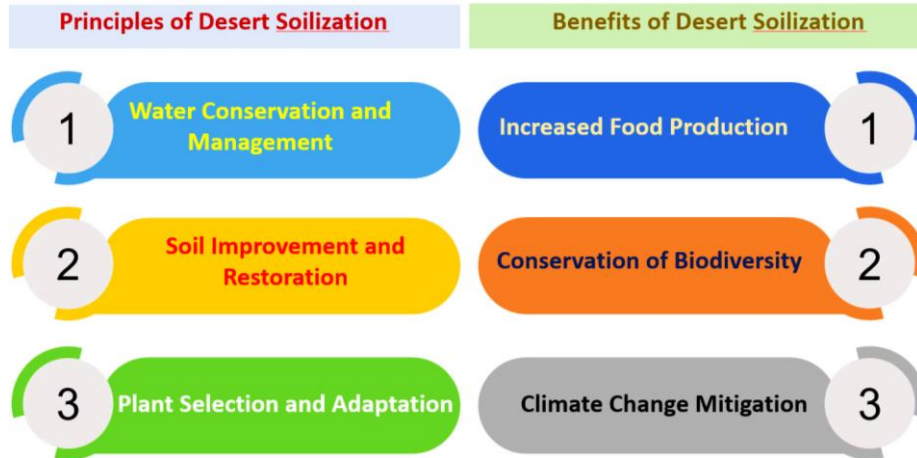 Principles of Desert Soilization
1
Water Conservation and
Management
2
Soil Improvement and
Restoration
3
Plant Selection and Adaptation
Benefits of Desert Soilization
Increased Food Production
1
Conservation of Biodiversity
2
Climate Change Mitigation
3